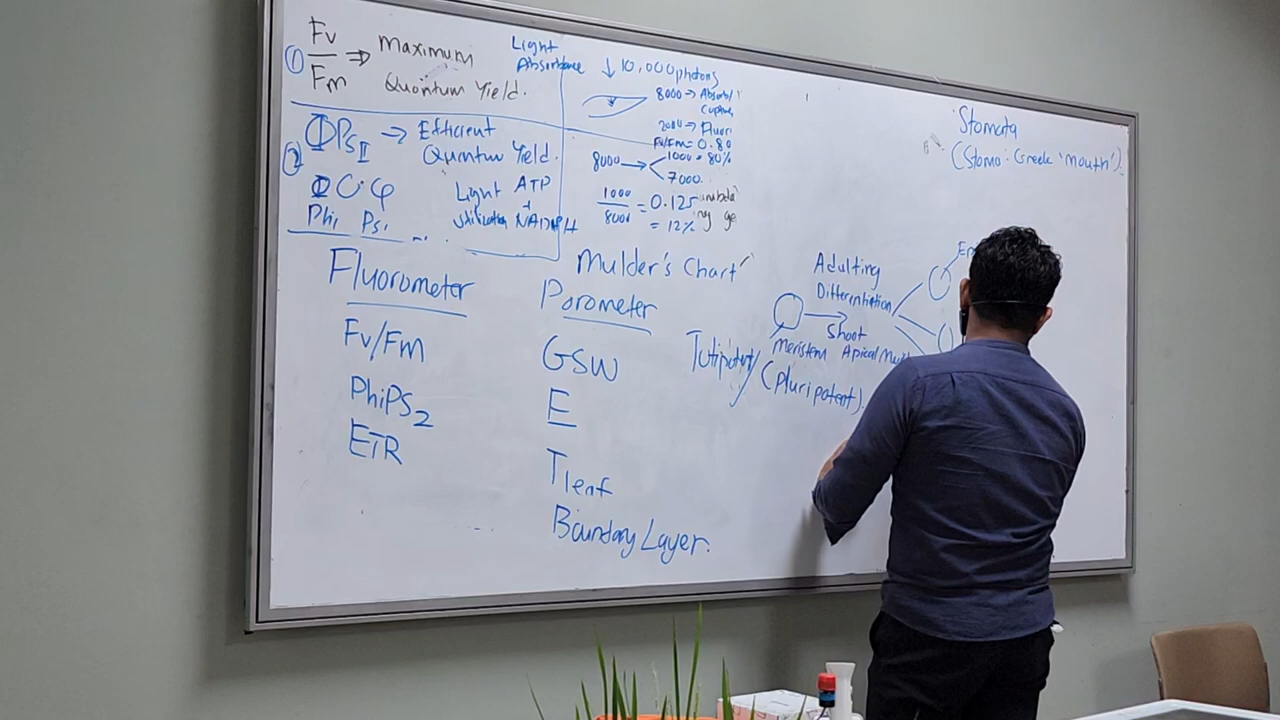 ① Fv/Fm ⇒ Maximum
Quantum Yield.
Light
Absorbance
↓ 10,000 photons
8000 →
2000 →
Fv/Fm = 0.80
8000 → 1000 = 80%
7000.
1000/8000 = 0.125
= 12%
② ΦPSII → Efficient
Quantum Yield.
Phi, Psi
Light ATP
+
Utilization NADPH
Fluorometer
Fv/Fm
PhiPS2
ETR
Mulder's Chart
Porometer
GSW
E
Tleaf
Boundary Layer.
Stomata
(Stoma: Greek 'mouth').
Adulting
Differentiation
Shoot
Meristem Apical
(Pluripotent).